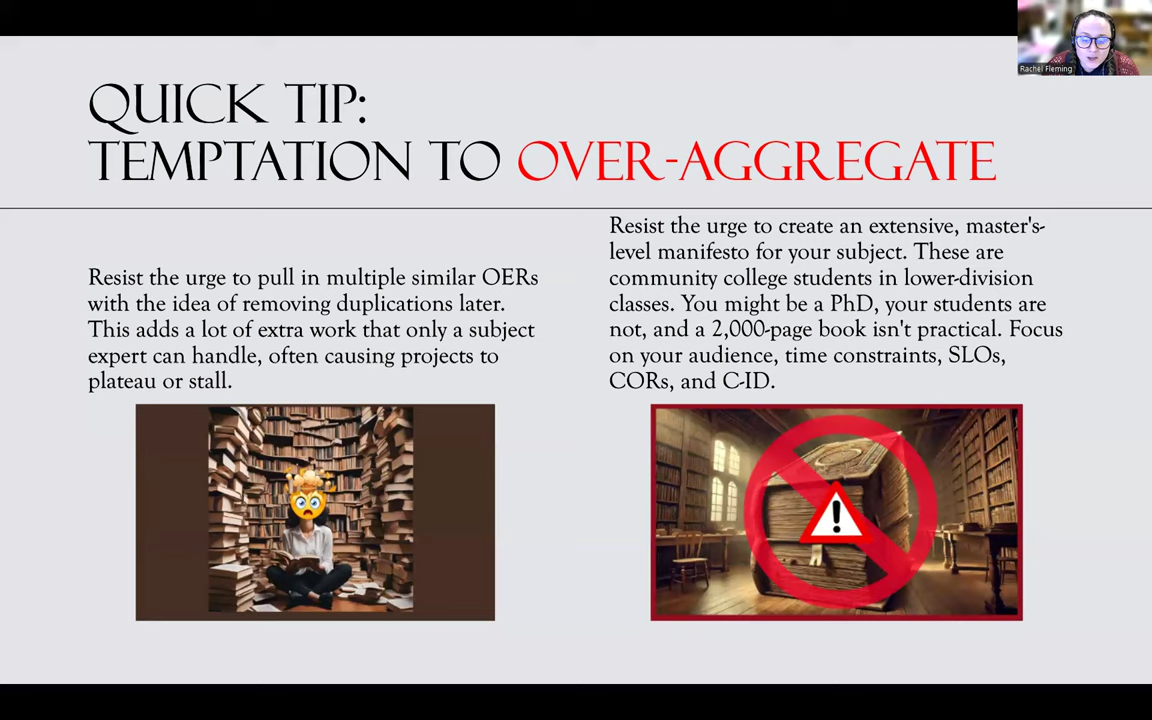 QUICK TIP:
TEMPTATION TO OVER-AGGREGATE
Resist the urge to pull in multiple similar OERs
with the idea of removing duplications later.
This adds a lot of extra work that only a subject
expert can handle, often causing projects to
plateau or stall.
Resist the urge to create an extensive, master's-
level manifesto for your subject. These are
community college students in lower-division
classes. You might be a PhD, your students are
not, and a 2,000-page book isn't practical. Focus
on your audience, time constraints, SLOs,
CORs, and C-ID.
Rachel Fleming